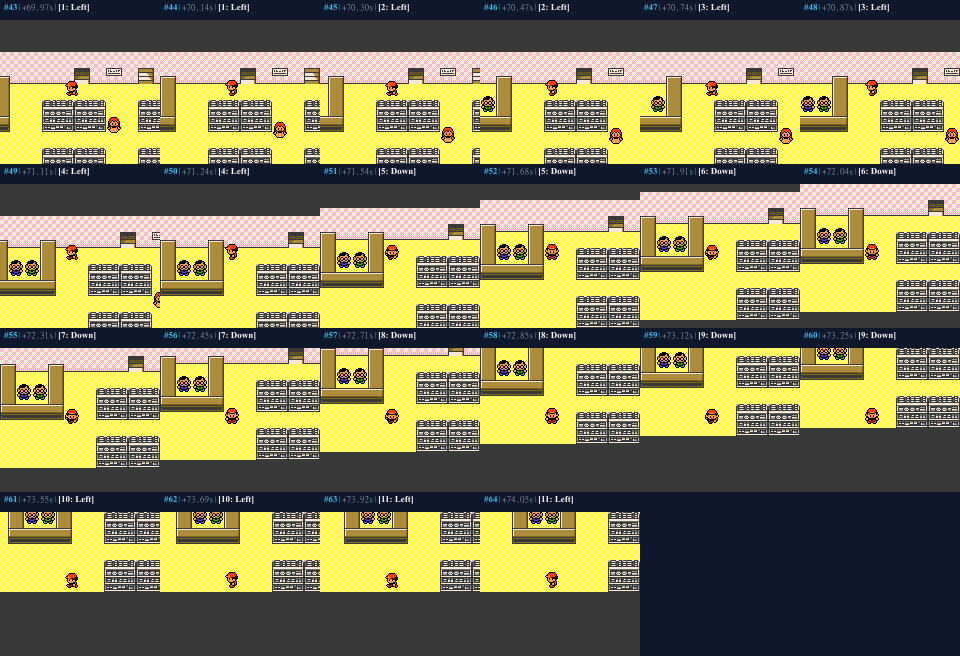 #43 | +69.97s | [1: Left]
#44 | +70.14s | [1: Left]
#45 | +70.30s | [2: Left]
#46 | +70.47s | [2: Left]
#47 | +70.74s | [3: Left]
#48 | +70.87s | [3: Left]
#49 | +71.11s | [4: Left]
#50 | +71.24s | [4: Left]
#51 | +71.54s | [5: Down]
#52 | +71.68s | [5: Down]
#53 | +71.91s | [6: Down]
#54 | +72.04s | [6: Down]
#55 | +72.31s | [7: Down]
#56 | +72.45s | [7: Down]
#57 | +72.71s | [8: Down]
#58 | +72.85s | [8: Down]
#59 | +73.12s | [9: Down]
#60 | +73.25s | [9: Down]
#61 | +73.55s | [10: Left]
#62 | +73.69s | [10: Left]
#63 | +73.92s | [11: Left]
#64 | +74.05s | [11: Left]